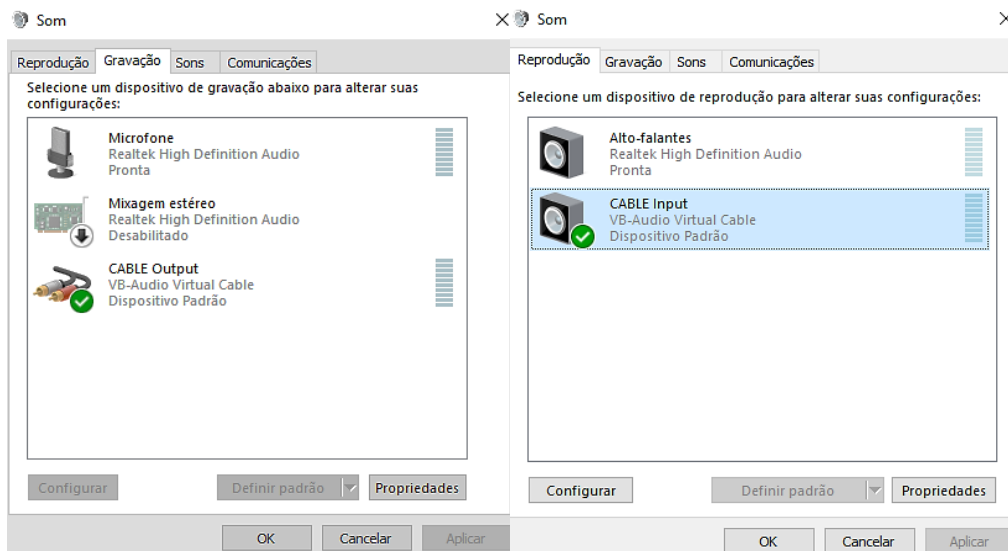 Som
Reprodução Gravação Sons Comunicações
Selecione um dispositivo de gravação abaixo para alterar suas
configurações:
Microfone
Realtek High Definition Audio
Pronta
Mixagem estéreo
Realtek High Definition Audio
Desabilitado
CABLE Output
VB-Audio Virtual Cable
Dispositivo Padrão
Configurar Definir padrão Propriedades
OK Cancelar Aplicar
Som
Reprodução Gravação Sons Comunicações
Selecione um dispositivo de reprodução para alterar suas configurações:
Alto-falantes
Realtek High Definition Audio
Pronta
CABLE Input
VB-Audio Virtual Cable
Dispositivo Padrão
Configurar Definir padrão Propriedades
OK Cancelar Aplicar